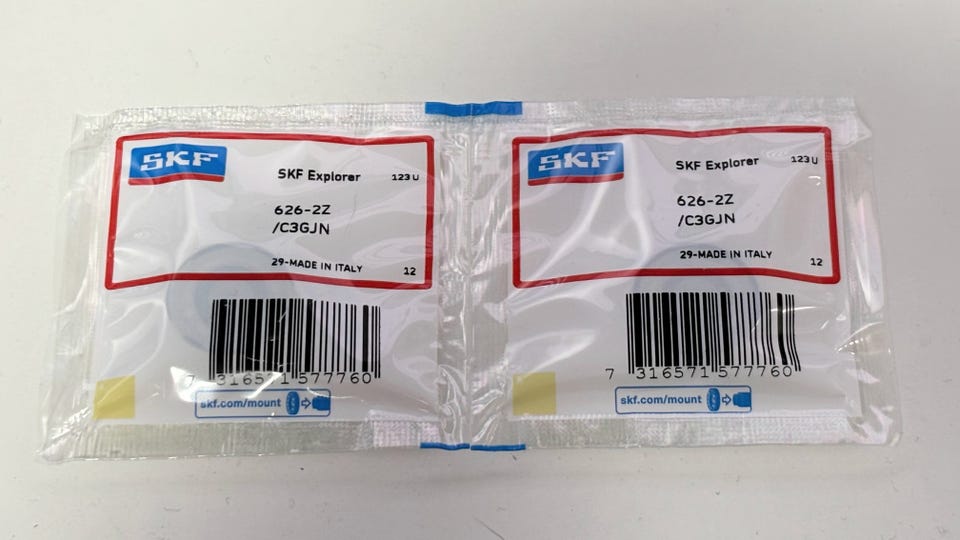 SKF
SKF Explorer 123 U
626-2Z
/C3GJN
29-MADE IN ITALY 12
7 316571 577760
skf.com/mount
SKF
SKF Explorer 123 U
626-2Z
/C3GJN
29-MADE IN ITALY 12
7 316571 577760
skf.com/mount